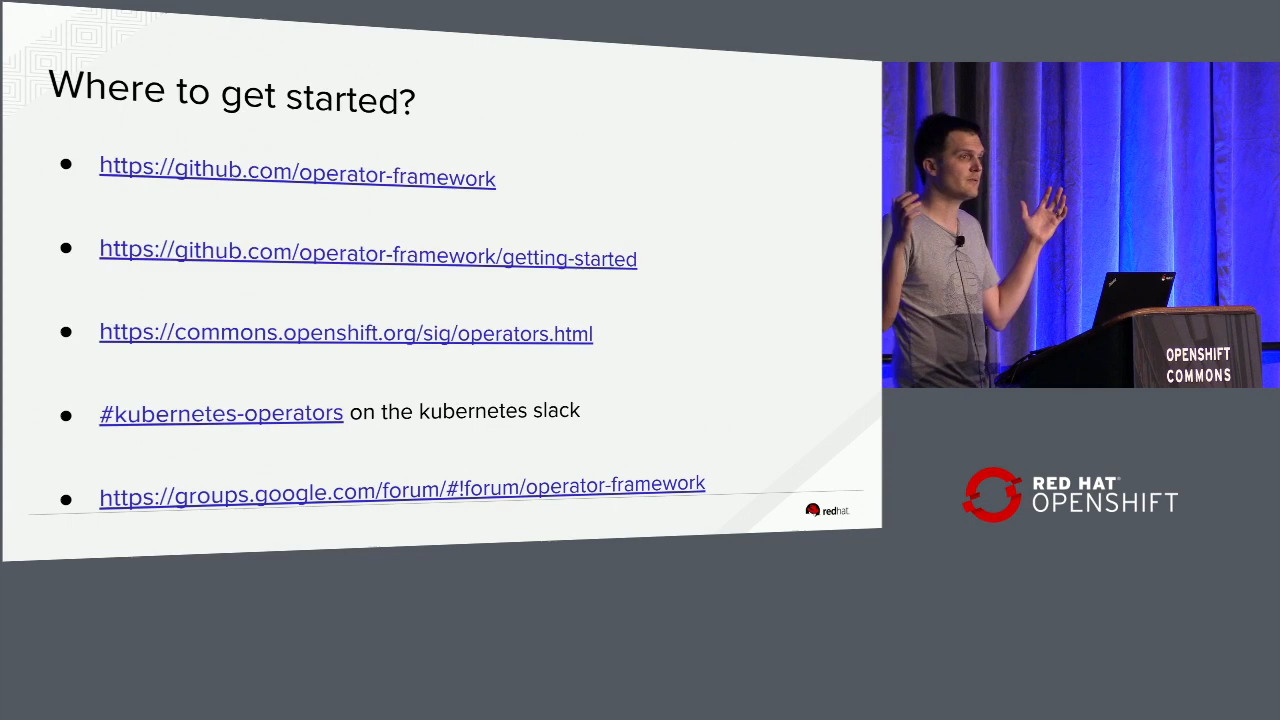 Where to get started?
https://github.com/operator-framework
https://github.com/operator-framework/getting-started
https://commons.openshift.org/sig/operators.html
#kubernetes-operators on the kubernetes slack
https://groups.google.com/forum/#!forum/operator-framework
redhat.
OPENSHIFT
COMMONS
RED HAT
OPENSHIFT